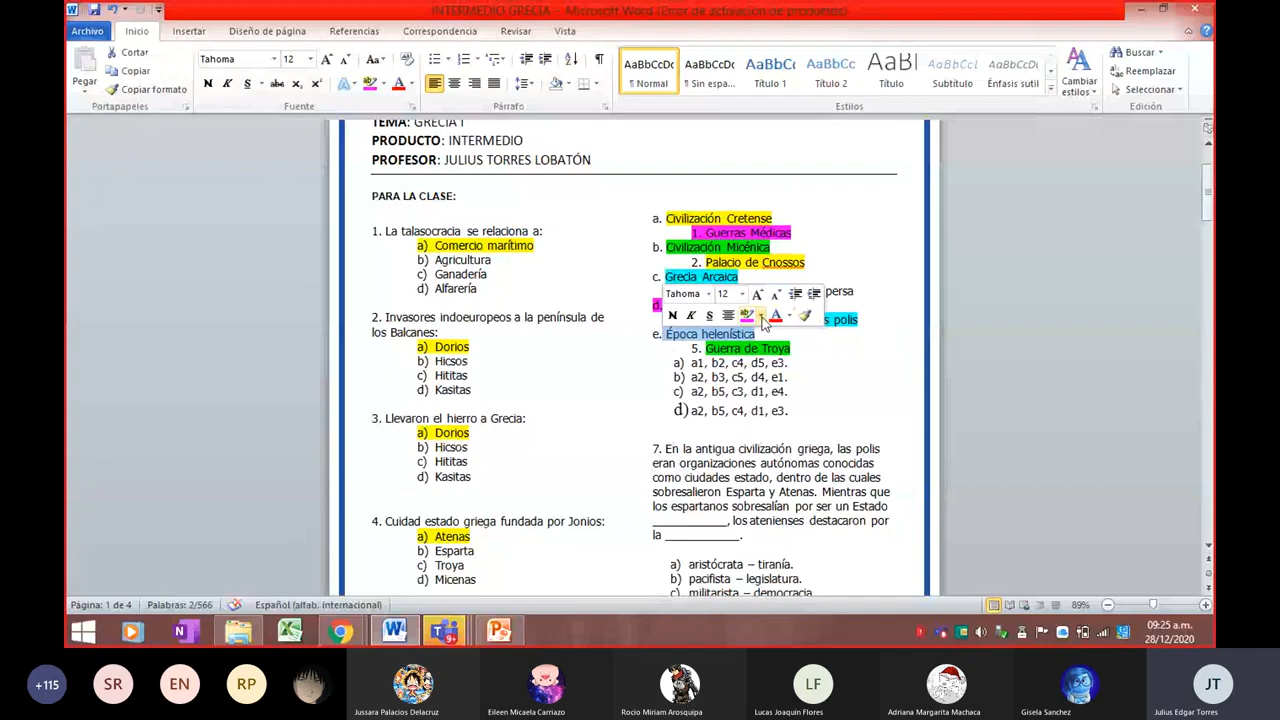 INTERMEDIO GRECIA - Microsoft Word (Error de activación de productos)
Archivo Inicio Insertar Diseño de página Referencias Correspondencia Revisar Vista
Cortar
Copiar
Copiar formato
Pegar
Portapapeles
Tahoma 12
N K S abc x₂ x²
Fuente
Párrafo
AaBbCcDc AaBbCcDc AaBbC AaBbCc AaBl AaBbCcl AaBbCcDc
¶ Normal ¶ Sin espa... Título 1 Título 2 Título Subtítulo Énfasis sutil
Estilos
Cambiar estilos
Buscar
Reemplazar
Seleccionar
Edición
TEMA: GRECIA I
PRODUCTO: INTERMEDIO
PROFESOR: JULIUS TORRES LOBATÓN
PARA LA CLASE:
1. La talasocracia se relaciona a:
a) Comercio marítimo
b) Agricultura
c) Ganadería
d) Alfarería
2. Invasores indoeuropeos a la península de
los Balcanes:
a) Dorios
b) Hicsos
c) Hititas
d) Kasitas
3. Llevaron el hierro a Grecia:
a) Dorios
b) Hicsos
c) Hititas
d) Kasitas
4. Cuidad estado griega fundada por Jonios:
a) Atenas
b) Esparta
c) Troya
d) Micenas
a. Civilización Cretense
1. Guerras Médicas
b. Civilización Micénica
2. Palacio de Cnossos
c. Grecia Arcaica
persa
d.
s polis
e. Época helenística
5. Guerra de Troya
a) a1, b2, c4, d5, e3.
b) a2, b3, c5, d4, e1.
c) a2, b5, c3, d1, e4.
d) a2, b5, c4, d1, e3.
7. En la antigua civilización griega, las polis
eran organizaciones autónomas conocidas
como ciudades estado, dentro de las cuales
sobresalieron Esparta y Atenas. Mientras que
los espartanos sobresalían por ser un Estado
____________, los atenienses destacaron por
la ____________.
a) aristócrata – tiranía.
b) pacifista – legislatura.
c) militarista – democracia
Tahoma 12
N K S
Página: 1 de 4 Palabras: 2/566 Español (alfab. internacional) 89%
9+
09:25 a.m.
28/12/2020
+115 SR EN RP LF JT
Jussara Palacios Delacruz Eileen Micaela Carriazo Rocio Miriam Arosquipa Lucas Joaquin Flores Adriana Margarita Machaca Gisela Sanchez Julius Edgar Torres